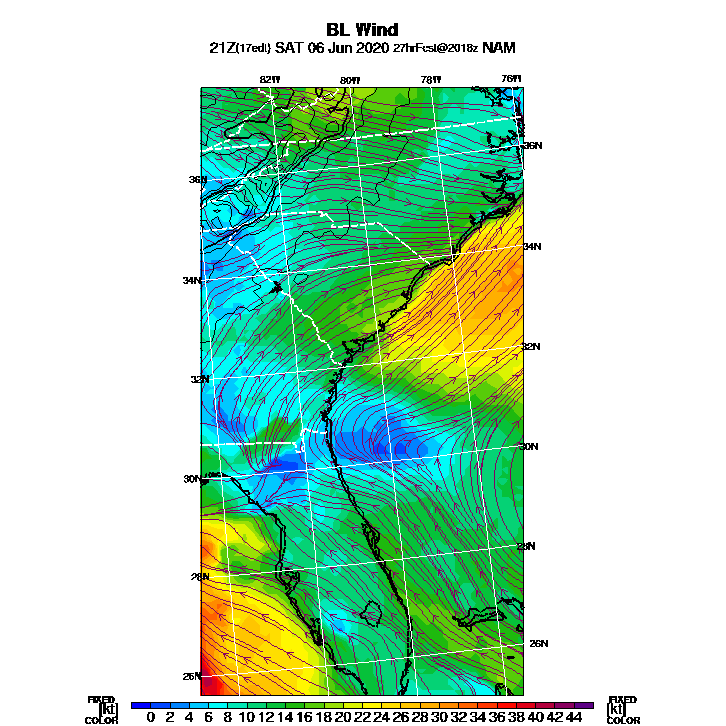 BL Wind
21Z(17edt) SAT 06 Jun 2020 27hrFcst@2018z NAM
82W 80W 78W 76W
36N
36N
34N
34N
32N
32N
30N
30N
28N
28N
26N
26N
FIXED FIXED
[kt] 0 2 4 6 8 10 12 14 16 18 20 22 24 26 28 30 32 34 36 38 40 42 44 [kt]
COLOR COLOR